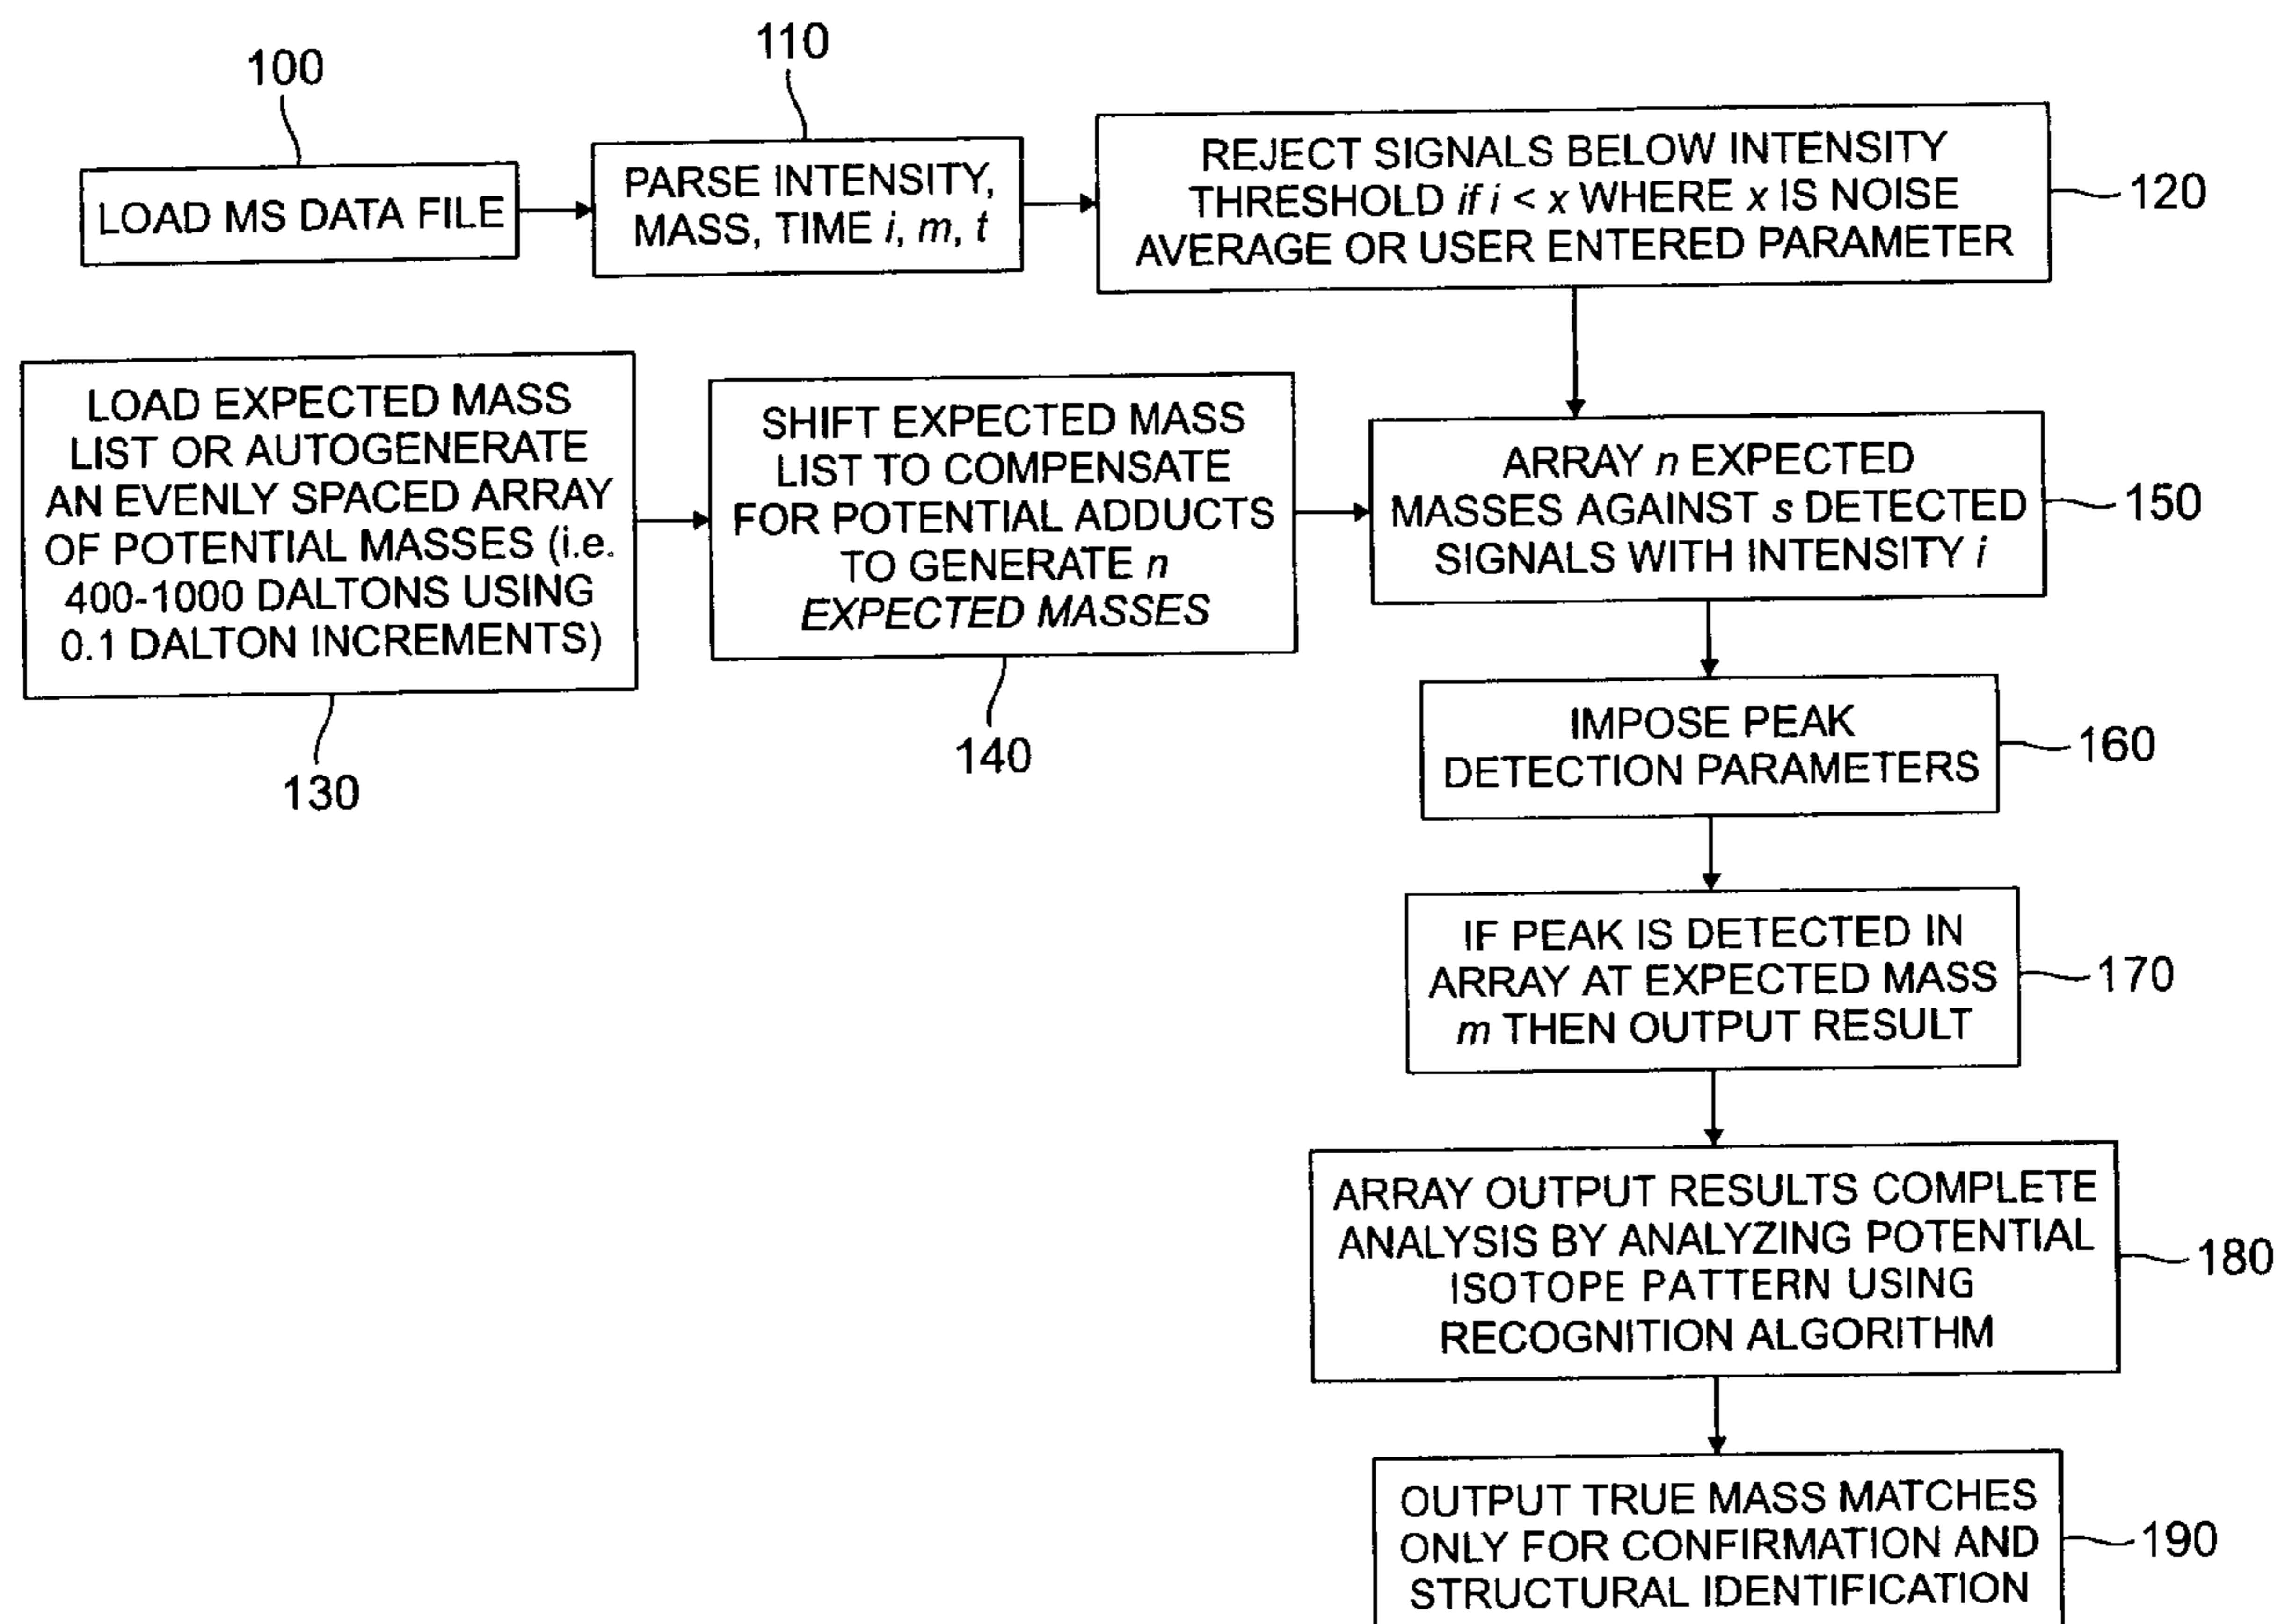 100
LOAD MS DATA FILE
110
PARSE INTENSITY,
MASS, TIME i, m, t
REJECT SIGNALS BELOW INTENSITY
THRESHOLD if i < x WHERE x IS NOISE
AVERAGE OR USER ENTERED PARAMETER
120
LOAD EXPECTED MASS
LIST OR AUTOGENERATE
AN EVENLY SPACED ARRAY
OF POTENTIAL MASSES (i.e.
400-1000 DALTONS USING
0.1 DALTON INCREMENTS)
130
SHIFT EXPECTED MASS
LIST TO COMPENSATE
FOR POTENTIAL ADDUCTS
TO GENERATE n
EXPECTED MASSES
140
ARRAY n EXPECTED
MASSES AGAINST s DETECTED
SIGNALS WITH INTENSITY i
150
IMPOSE PEAK
DETECTION PARAMETERS
160
IF PEAK IS DETECTED IN
ARRAY AT EXPECTED MASS
m THEN OUTPUT RESULT
170
ARRAY OUTPUT RESULTS COMPLETE
ANALYSIS BY ANALYZING POTENTIAL
ISOTOPE PATTERN USING
RECOGNITION ALGORITHM
180
OUTPUT TRUE MASS MATCHES
ONLY FOR CONFIRMATION AND
STRUCTURAL IDENTIFICATION
190